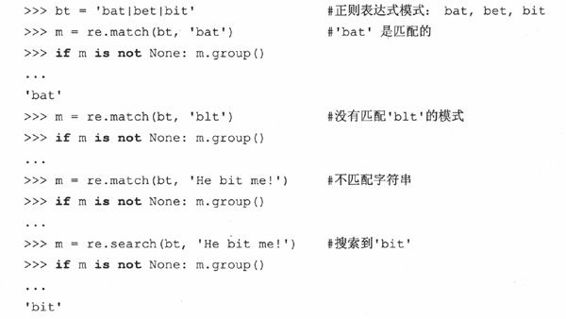 >>> bt = 'bat|bet|bit' #正则表达式模式: bat, bet, bit
>>> m = re.match(bt, 'bat') #'bat' 是匹配的
>>> if m is not None: m.group()
...
'bat'
>>> m = re.match(bt, 'blt') #没有匹配'blt'的模式
>>> if m is not None: m.group()
...
>>> m = re.match(bt, 'He bit me!') #不匹配字符串
>>> if m is not None: m.group()
...
>>> m = re.search(bt, 'He bit me!') #搜索到'bit'
>>> if m is not None: m.group()
...
'bit'